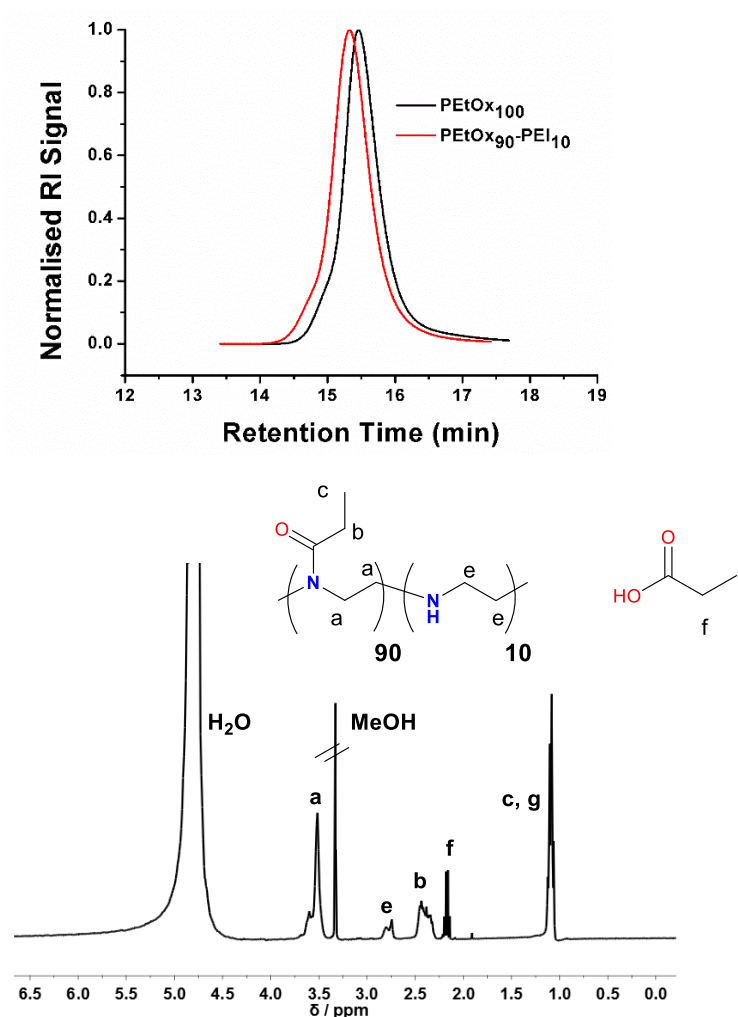 1.0
0.8
0.6
0.4
0.2
0.0
Normalised RI Signal
PEtOx100
PEtOx90-PEI10
12 13 14 15 16 17 18 19
Retention Time (min)
c
O
b
N
a
a
e
N
H
e
90
10
O
HO
f
H2O
MeOH
a
c, g
f
b
e
6.5 6.0 5.5 5.0 4.5 4.0 3.5 3.0 2.5 2.0 1.5 1.0 0.5 0.0
δ / ppm